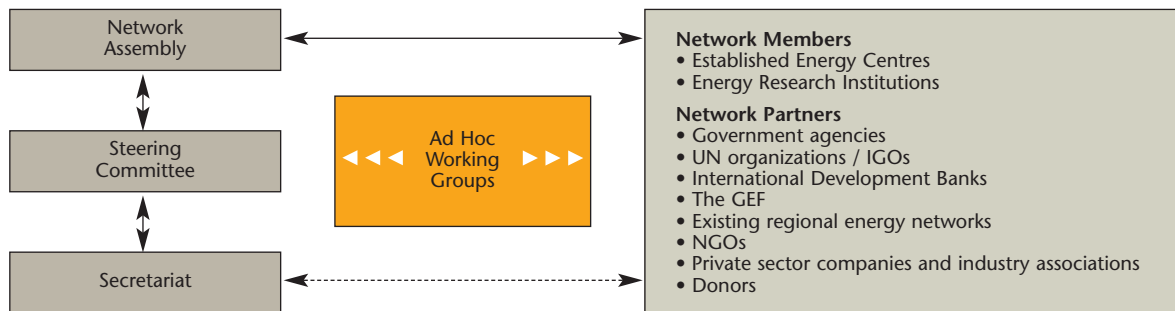 Network
Assembly
Steering
Committee
Secretariat
Ad Hoc
Working
Groups
Network Members
• Established Energy Centres
• Energy Research Institutions
Network Partners
• Government agencies
• UN organizations / IGOs
• International Development Banks
• The GEF
• Existing regional energy networks
• NGOs
• Private sector companies and industry associations
• Donors